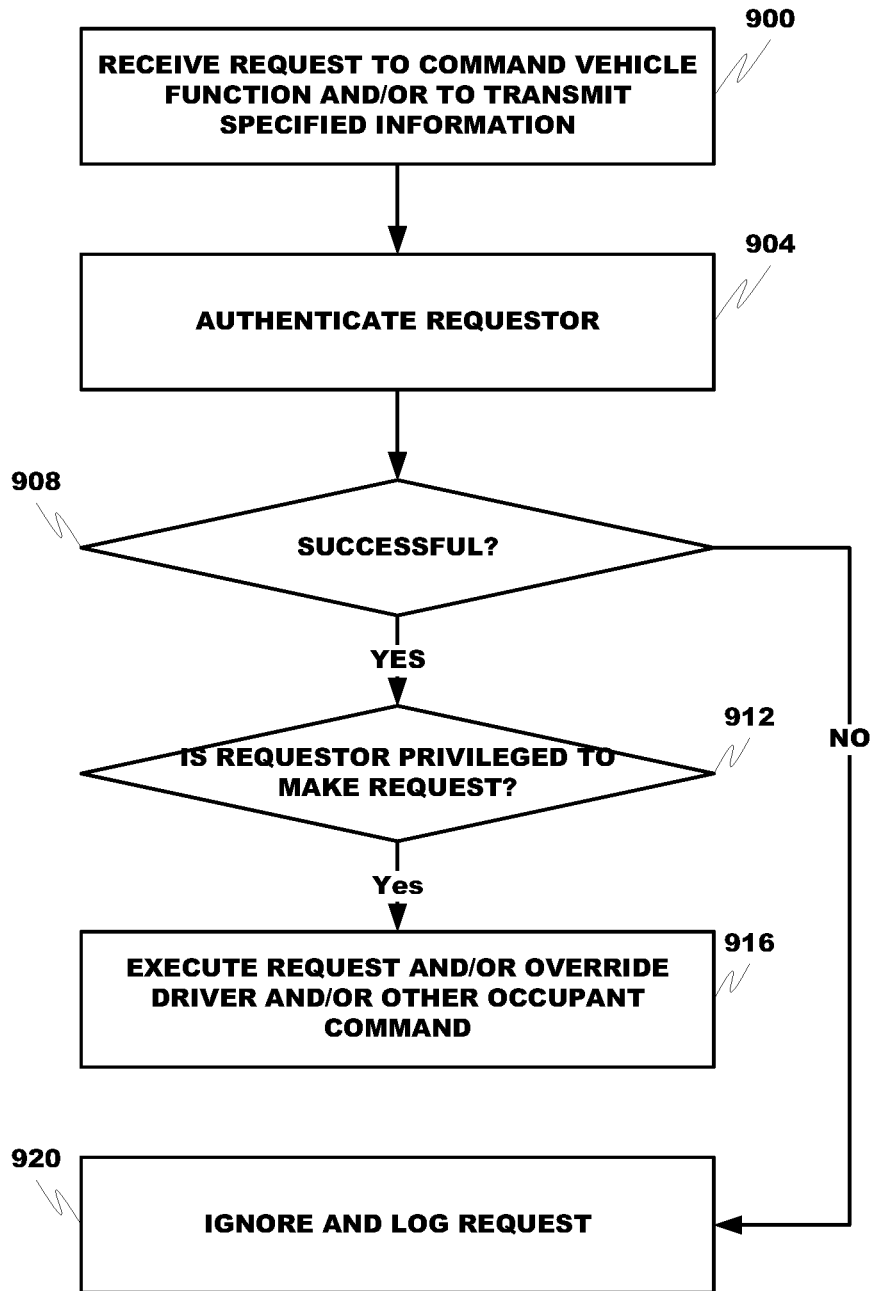 900
RECEIVE REQUEST TO COMMAND VEHICLE
FUNCTION AND/OR TO TRANSMIT
SPECIFIED INFORMATION
904
AUTHENTICATE REQUESTOR
908
SUCCESSFUL?
YES
NO
912
IS REQUESTOR PRIVILEGED TO
MAKE REQUEST?
Yes
916
EXECUTE REQUEST AND/OR OVERRIDE
DRIVER AND/OR OTHER OCCUPANT
COMMAND
920
IGNORE AND LOG REQUEST